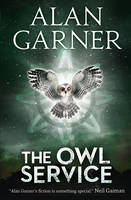 ALAN
GARNER
THE OWL
SERVICE
"Alan Garner's fiction is something special." Neil Gaiman